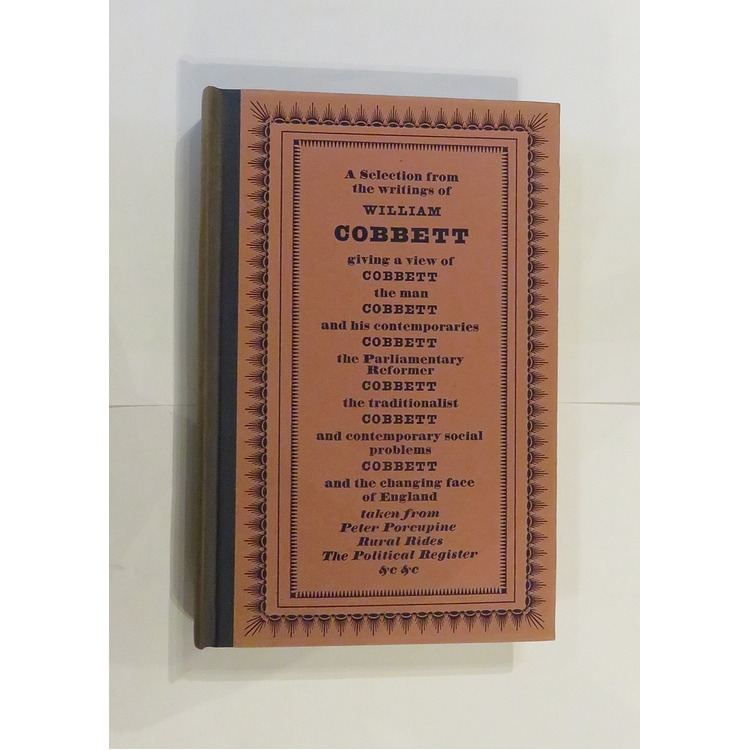 A Selection from
the writings of
WILLIAM
COBBETT
giving a view of
COBBETT
the man
COBBETT
and his contemporaries
COBBETT
the Parliamentary
Reformer
COBBETT
the traditionalist
COBBETT
and contemporary social
problems
COBBETT
and the changing face
of England
taken from
Peter Porcupine
Rural Rides
The Political Register
&c &c